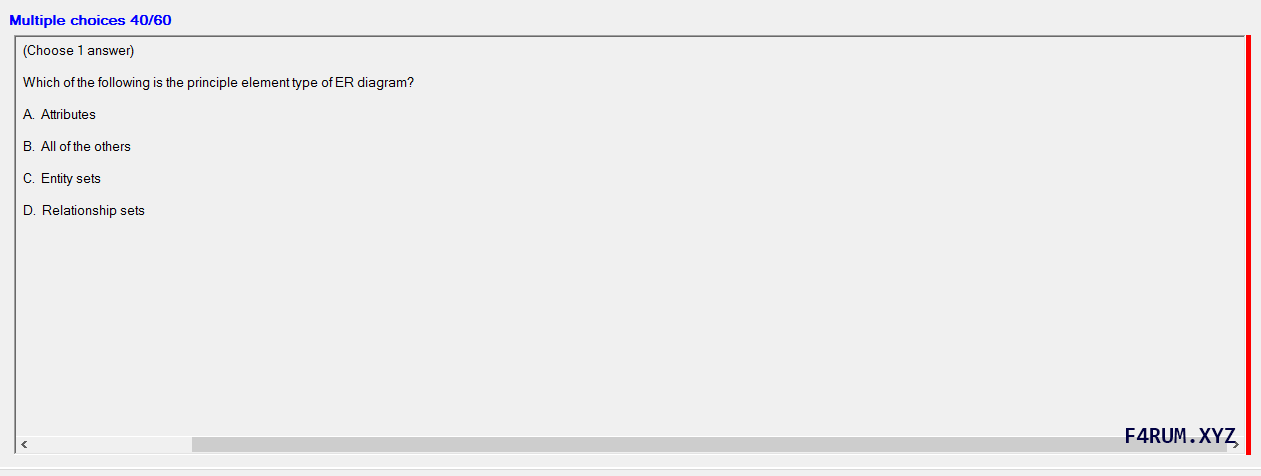 Multiple choices 40/60
(Choose 1 answer)
Which of the following is the principle element type of ER diagram?
A. Attributes
B. All of the others
C. Entity sets
D. Relationship sets
F4RUM.XYZ